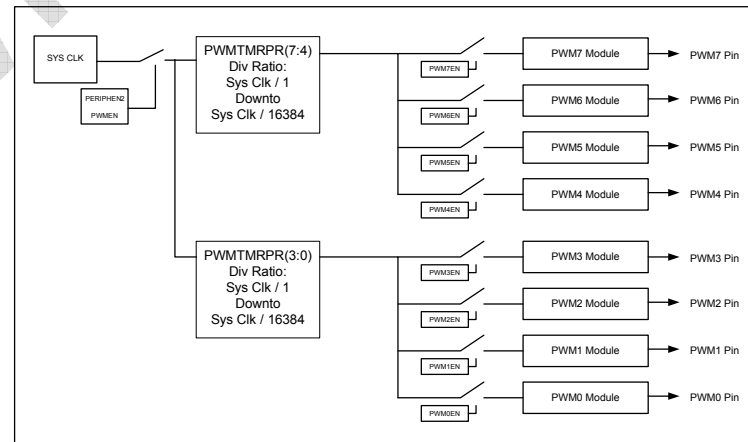 SYS CLK
PERIPHEN2
PWMEN
PWMTMRPR(7:4)
Div Ratio:
Sys Clk / 1
Downto
Sys Clk / 16384
PWM7EN
PWM7 Module
PWM7 Pin
PWM6EN
PWM6 Module
PWM6 Pin
PWM5EN
PWM5 Module
PWM5 Pin
PWM4EN
PWM4 Module
PWM4 Pin
PWMTMRPR(3:0)
Div Ratio:
Sys Clk / 1
Downto
Sys Clk / 16384
PWM3EN
PWM3 Module
PWM3 Pin
PWM2EN
PWM2 Module
PWM2 Pin
PWM1EN
PWM1 Module
PWM1 Pin
PWM0EN
PWM0 Module
PWM0 Pin